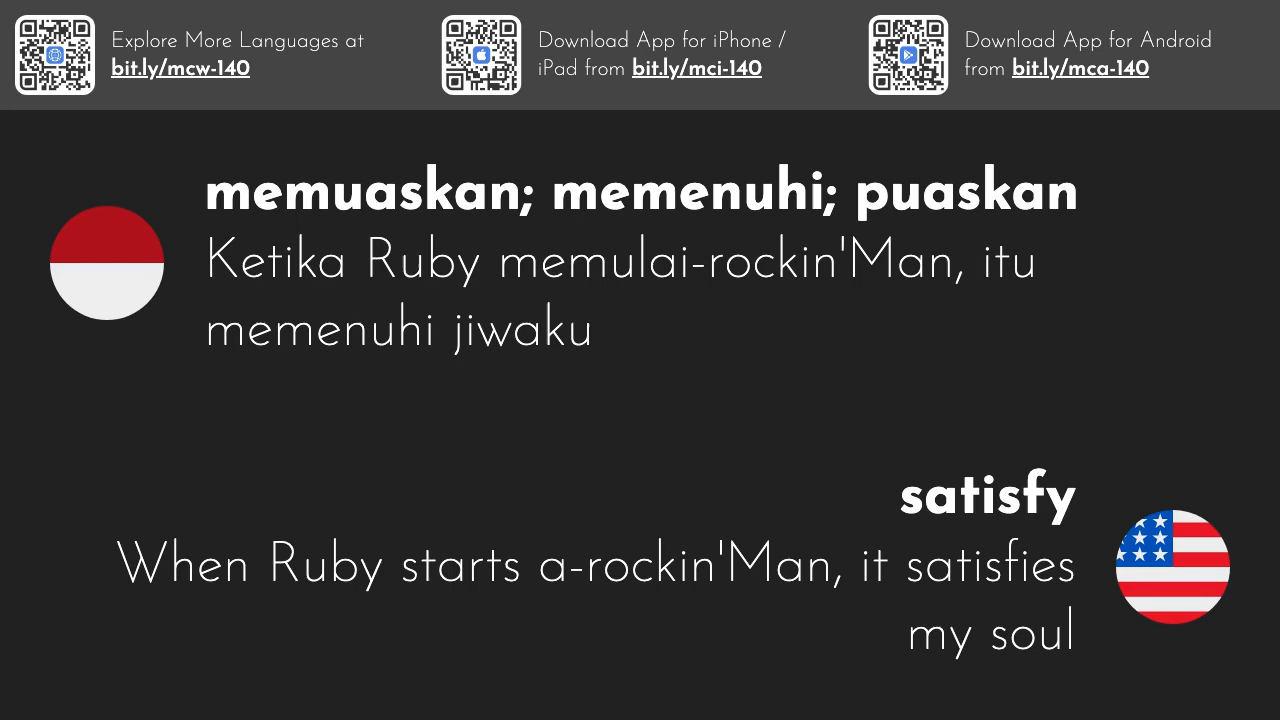 Explore More Languages at
bit.ly/mcw-140
Download App for iPhone /
iPad from bit.ly/mci-140
Download App for Android
from bit.ly/mca-140
memuaskan; memenuhi; puaskan
Ketika Ruby memulai-rockin'Man, itu
memenuhi jiwaku
satisfy
When Ruby starts a-rockin'Man, it satisfies
my soul